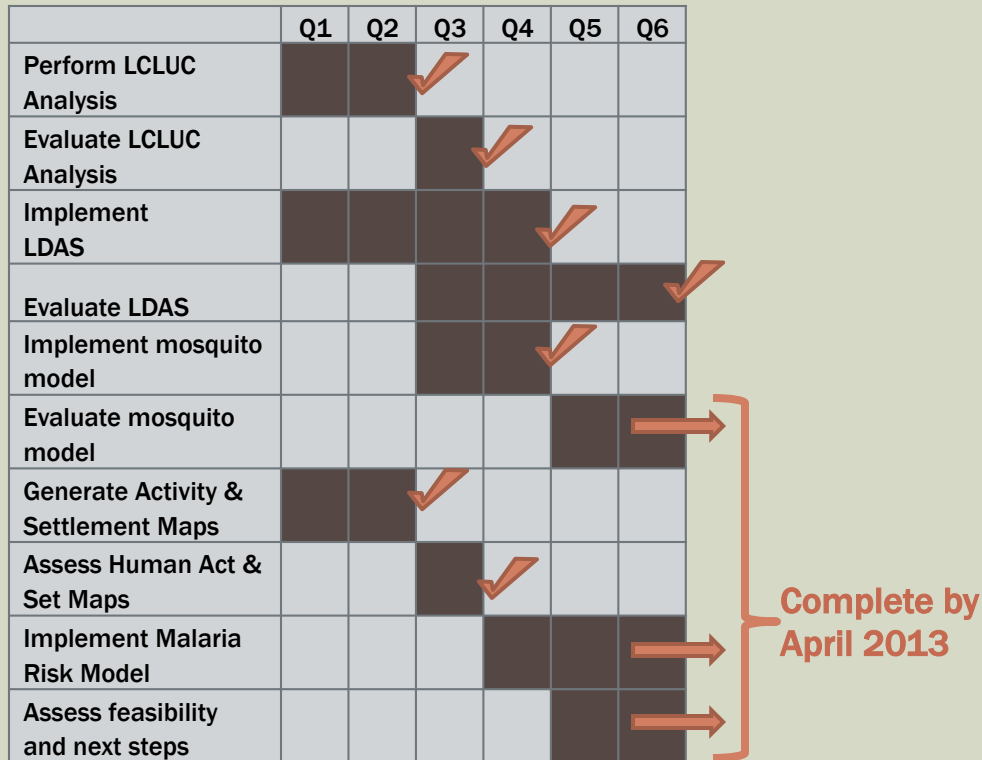 Q1 Q2 Q3 Q4 Q5 Q6
Perform LCLUC
Analysis
Evaluate LCLUC
Analysis
Implement
LDAS
Evaluate LDAS
Implement mosquito
model
Evaluate mosquito
model
Generate Activity &
Settlement Maps
Assess Human Act &
Set Maps
Implement Malaria
Risk Model
Assess feasibility
and next steps
Complete by
April 2013